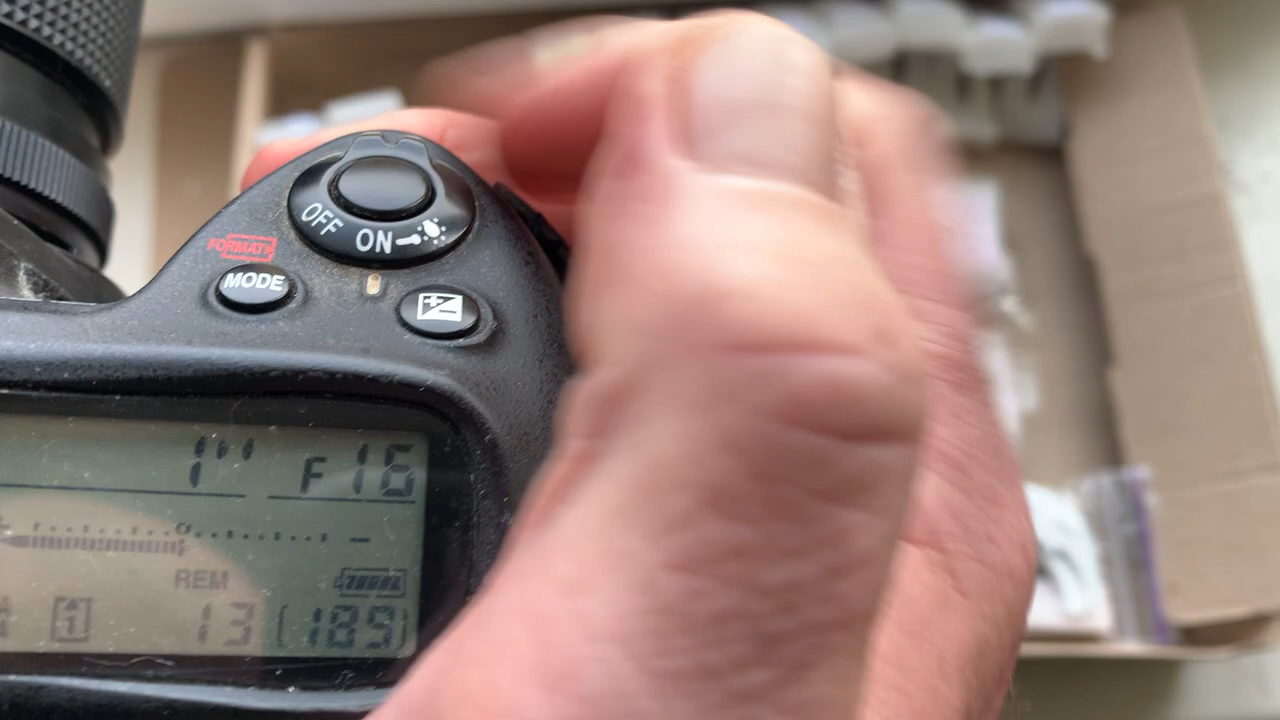 OFF ON
FORMAT
MODE
1" F16
REM
13 (189)